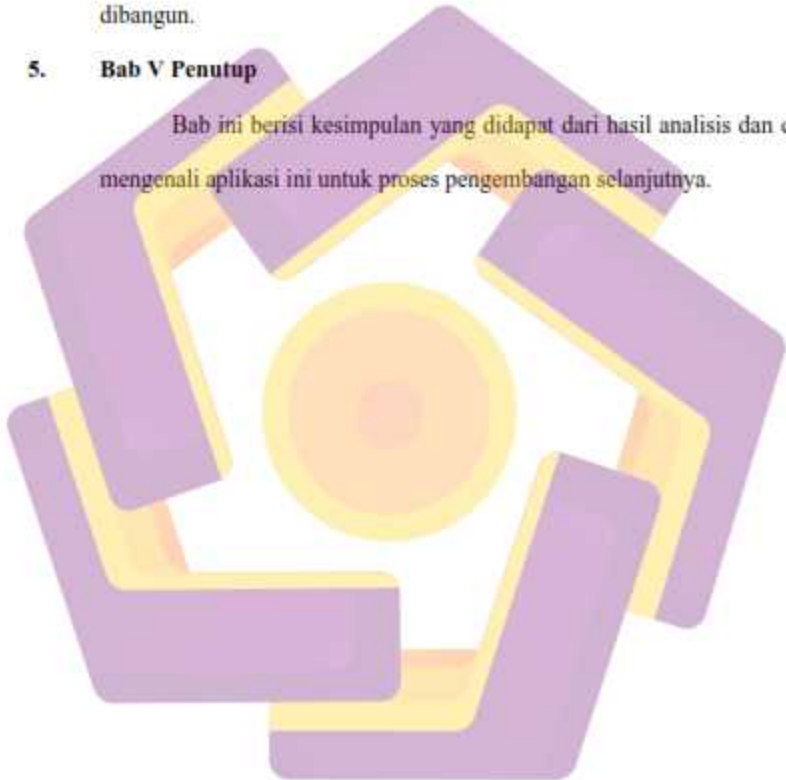 dibangun.
5. Bab V Penutup
Bab ini berisi kesimpulan yang didapat dari hasil analisis dan
mengenali aplikasi ini untuk proses pengembangan selanjutnya.